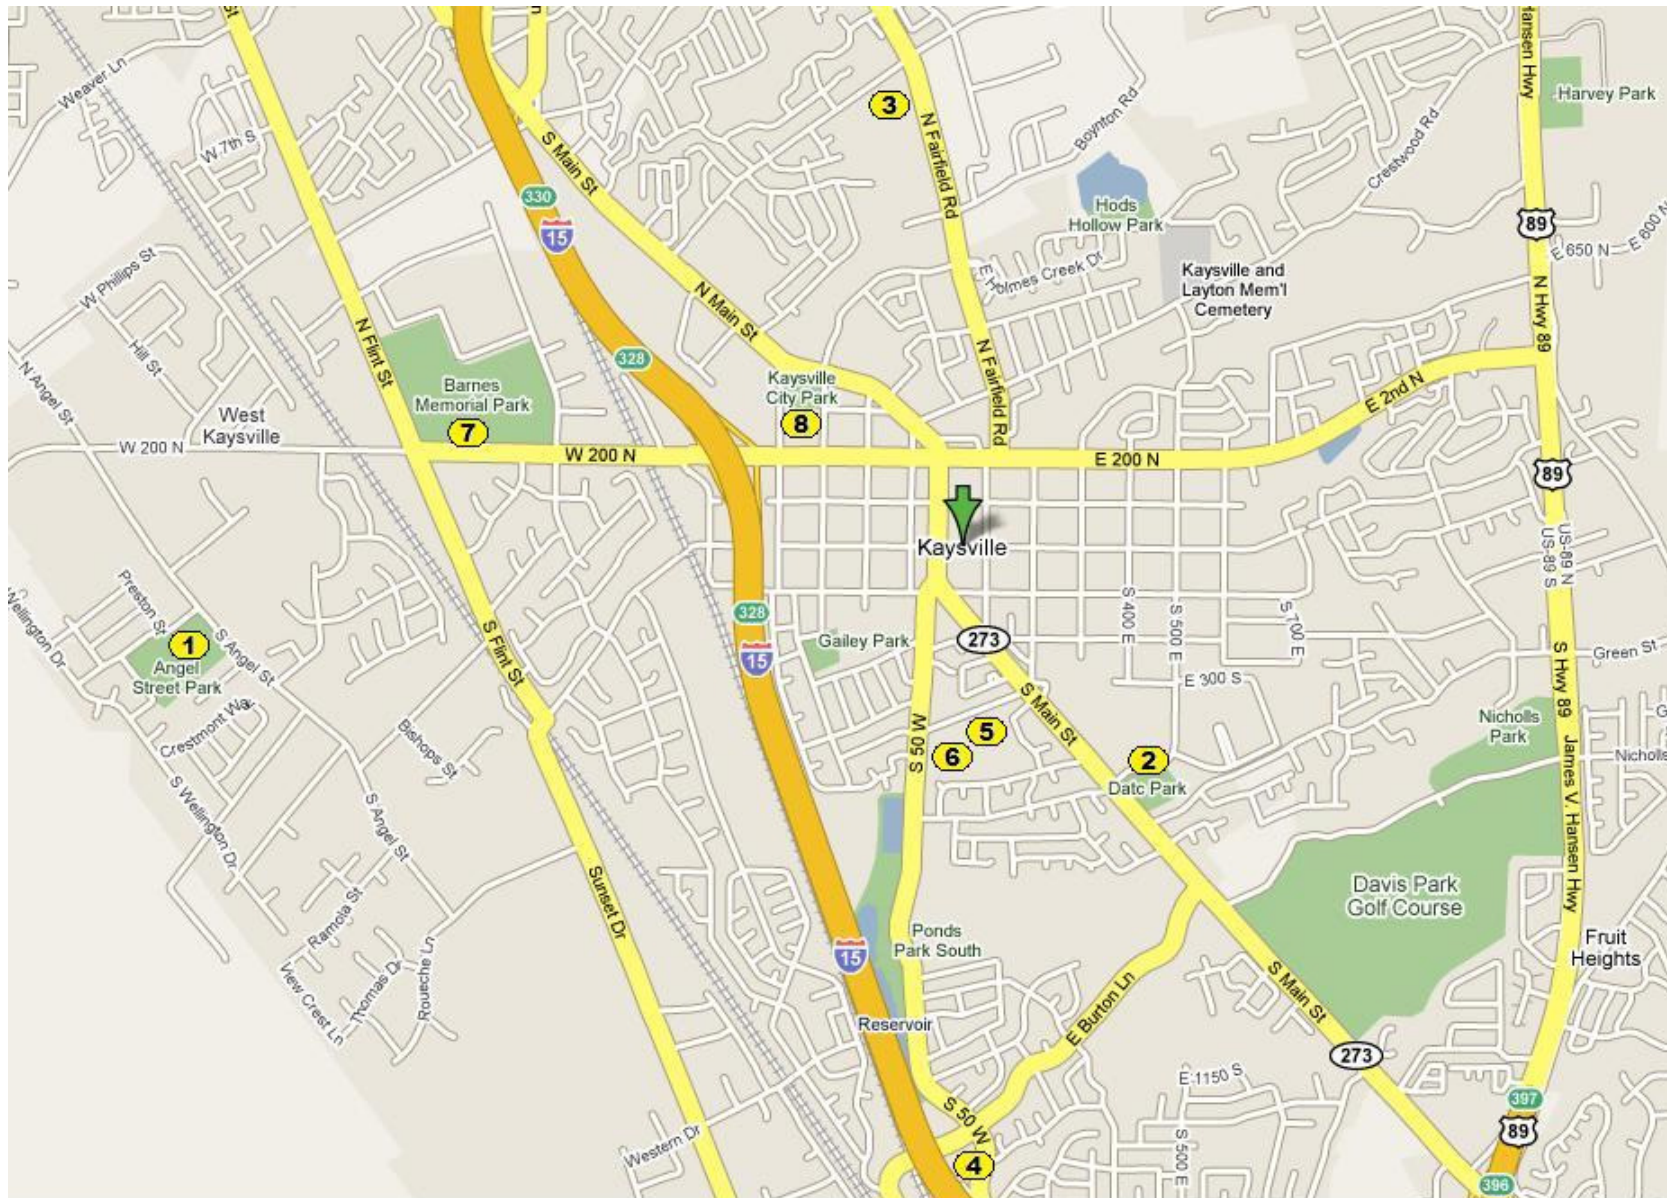 St
n
Hansen Hwy
Weaver Ln
3
Harvey Park
N Fairfield Rd
Boynton Rd
W 7th S
S Main St
Crestwood Rd
330
15
Hods
Hollow Park
89
E 600 N
E 650 N
W Phillips St
E Holmes Creek Dr
Kaysville and
Layton Mem'l
Cemetery
N Main St
N Hwy 89
N Flint St
Hill St
328
N Angel St
Barnes
Memorial Park
Kaysville
City Park
N Fairfield Rd
E 2nd N
West
Kaysville
7
8
W 200 N
W 200 N
E 200 N
89
US-89 N
US-89 S
Kaysville
Wellington Dr
Preston St
S 400 E
S 500 E
S 700 E
328
1
Angel
Street Park
S Angel St
S Flint St
Gailey Park
273
Green St
15
E 300 S
S Hwy 89
Crestmont Way
S Main St
Nicholls
Park
G
Bishops St
S 50 W
5
6
2
Datc Park
Nicholls
James V. Hansen Hwy
S Wellington Dr
S Angel St
Davis Park
Golf Course
Ramola St
Sunset Dr
Ponds
Park South
15
Fruit
Heights
View Crest Ln
Thomas Dr
Roueche Ln
E Burton Ln
S Main St
Reservoir
273
E 1150 S
397
S 50 W
89
Western Dr
S 500 E
4
396